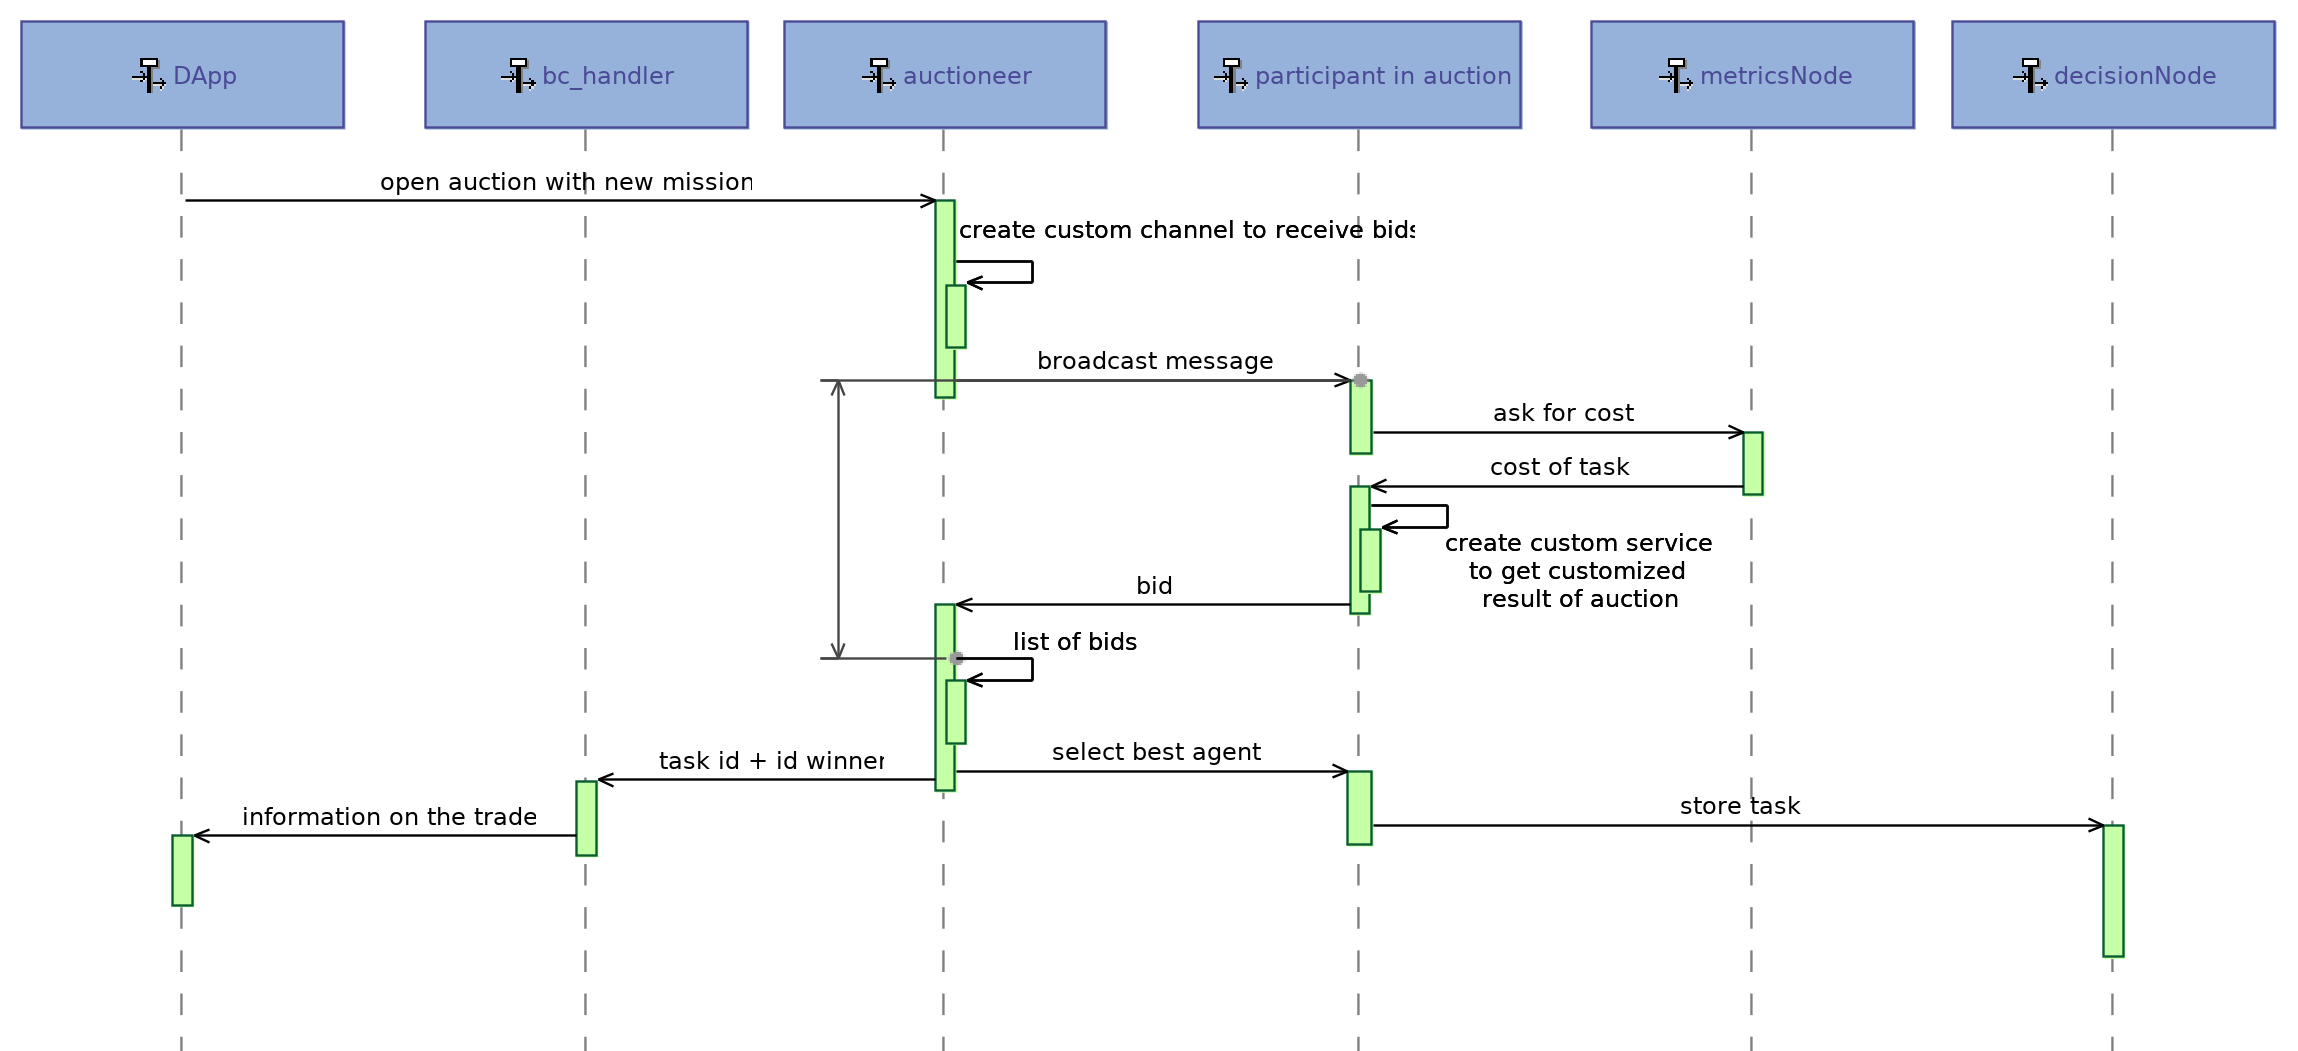 DApp
bc_handler
auctioneer
participant in auction
metricsNode
decisionNode
open auction with new mission
create custom channel to receive bids
broadcast message
ask for cost
cost of task
create custom service
to get customized
result of auction
bid
list of bids
select best agent
task id + id winner
store task
information on the trade